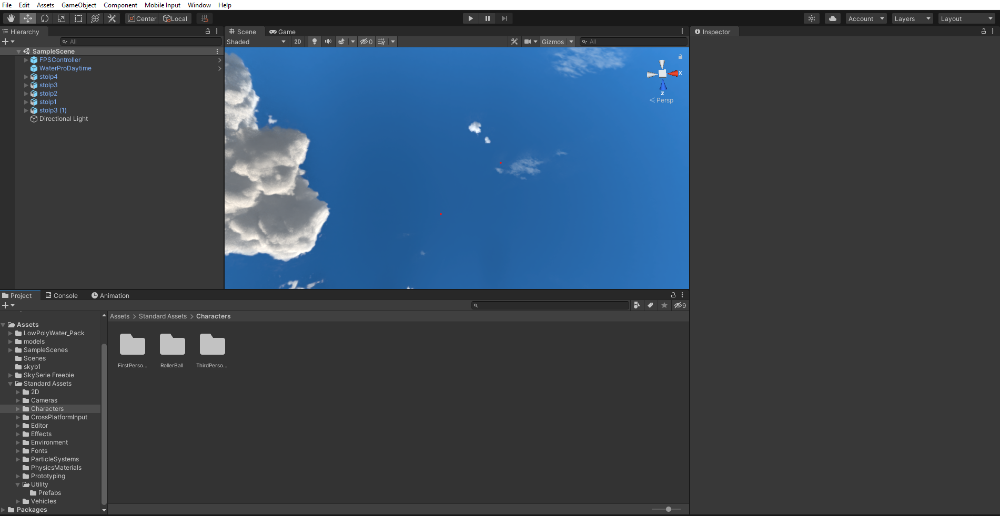 File Edit Assets GameObject Component Mobile Input Window Help
Center Local Account Layers Layout
Hierarchy
All
SampleScene
FPSController
WaterProDaytime
stolp4
stolp3
stolp2
stolp1
stolp3 (1)
Directional Light
Scene Game
Shaded 2D 0 Gizmos All
x
z
Persp
Inspector
Project Console Animation
9
Assets
LowPolyWater_Pack
models
SampleScenes
Scenes
skyb1
SkySerie Freebie
Standard Assets
2D
Cameras
Characters
CrossPlatformInput
Editor
Effects
Environment
Fonts
ParticleSystems
PhysicsMaterials
Prototyping
Utility
Prefabs
Vehicles
Packages
Assets > Standard Assets > Characters
FirstPerso... RollerBall ThirdPerso...